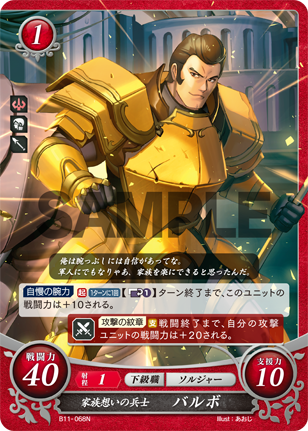 1
SAMPLE
俺は腕っぷしには自信があってな。
軍人にでもなりゃあ、家族を楽にできると思ったんだ。
自慢の腕力 起 1ターンに1回 【1】ターン終了まで、このユニットの
戦闘力は+10される。
攻撃の紋章 支 戦闘終了まで、自分の攻撃
ユニットの戦闘力は+20される。
戦闘力 40
射程 1 下級職 ソルジャー
支援力 10
家族想いの兵士 バルボ
B11-068N
Illust:あおじ